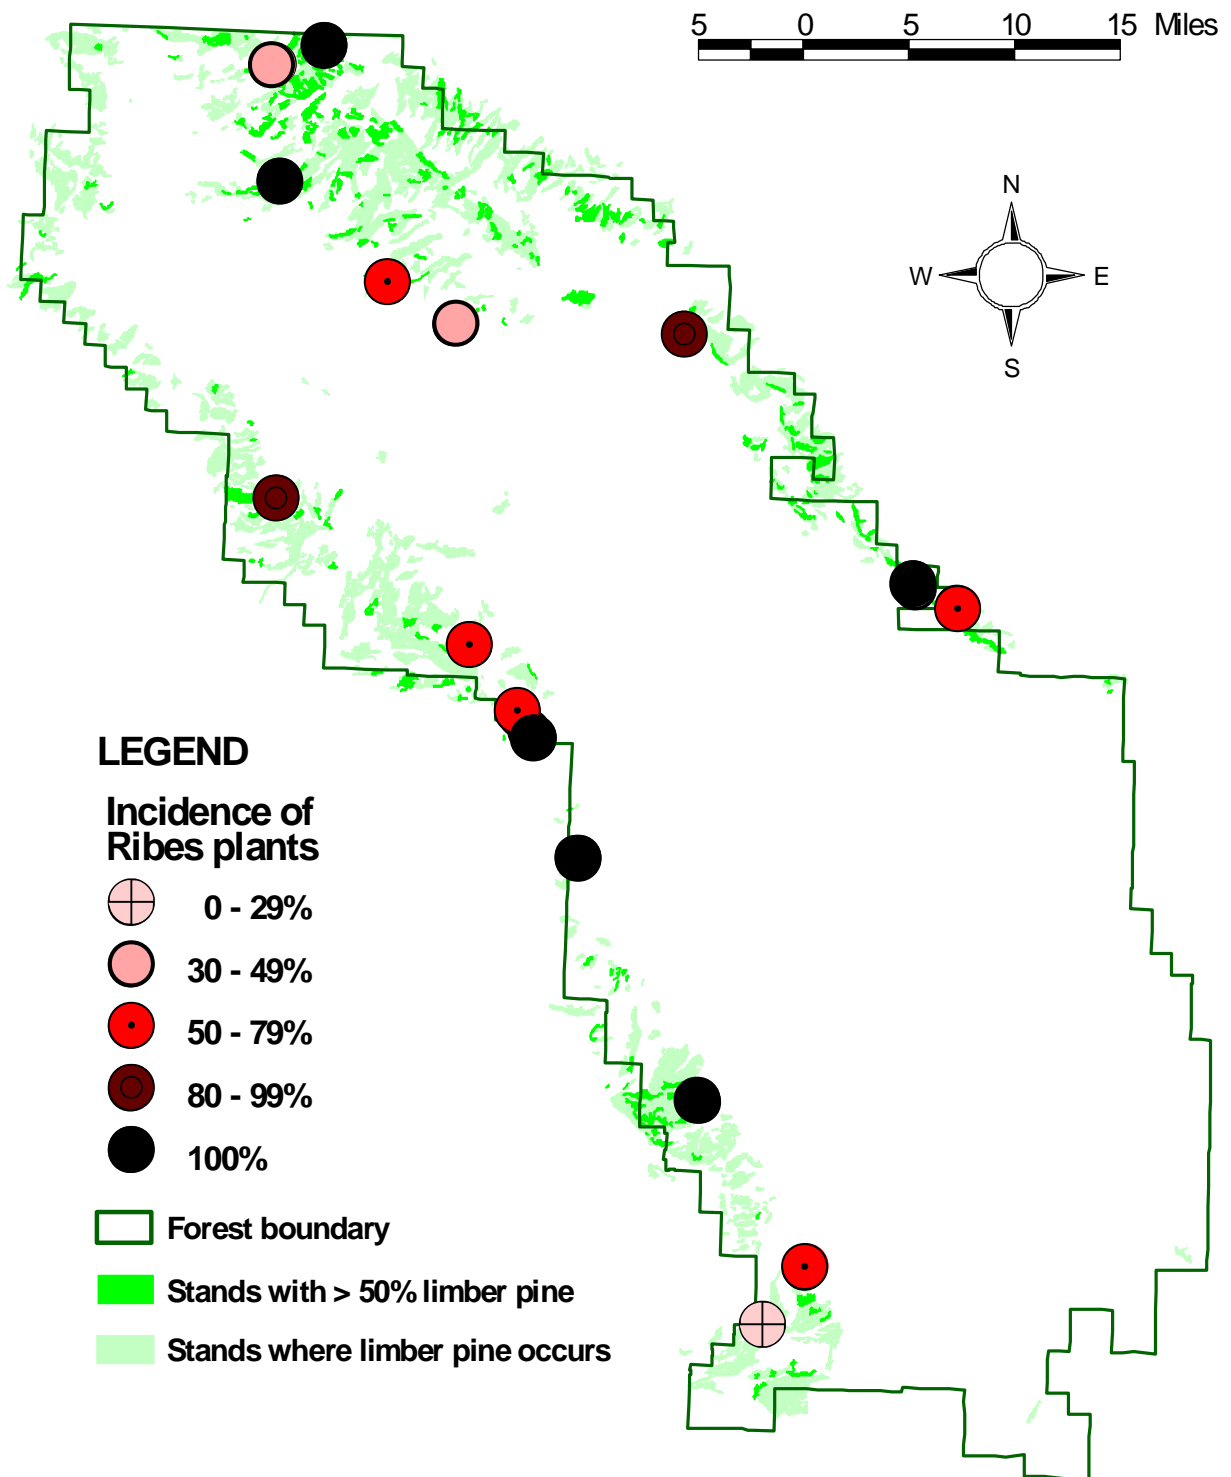 5 0 5 10 15 Miles
N
W E
S
LEGEND
Incidence of
Ribes plants
0 - 29%
30 - 49%
50 - 79%
80 - 99%
100%
Forest boundary
Stands with > 50% limber pine
Stands where limber pine occurs